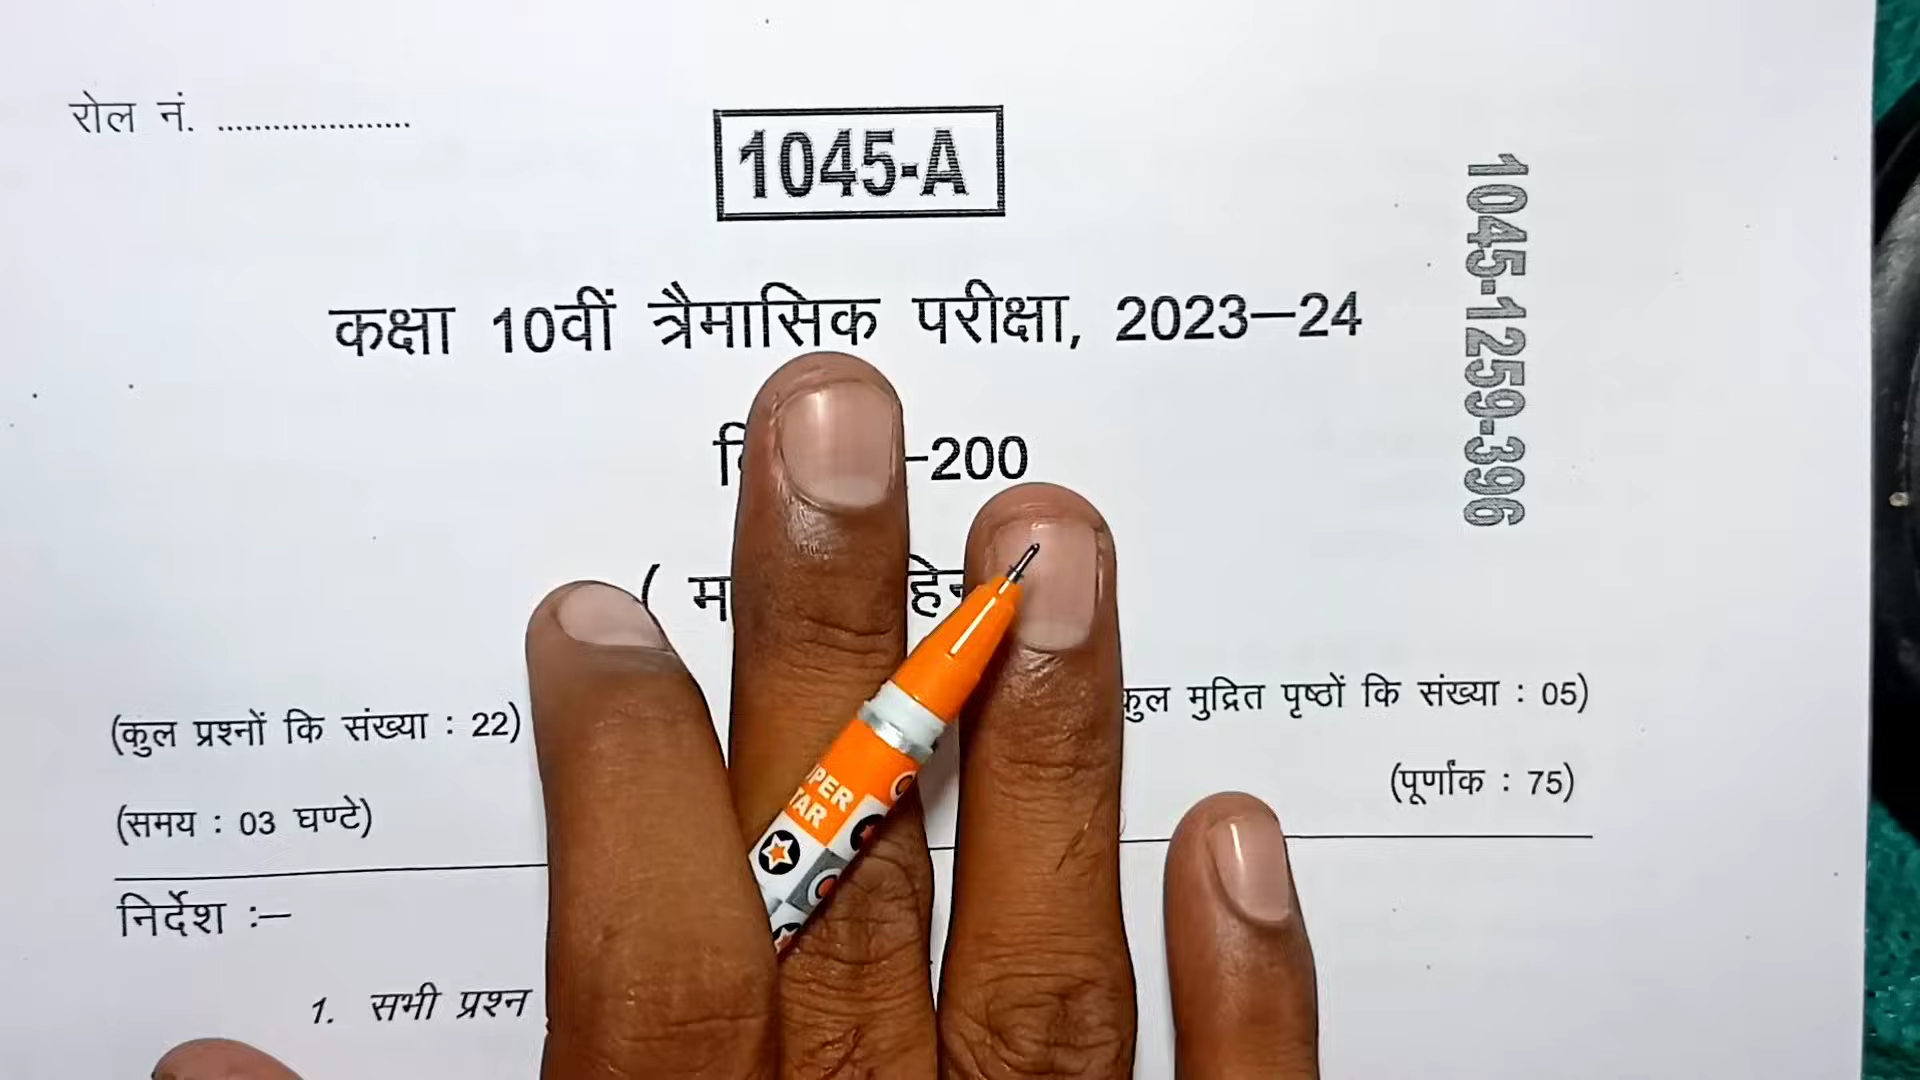 रोल नं. .....................
1045-A
1045-1259-396
कक्षा 10वीं त्रैमासिक परीक्षा, 2023–24
–200
(कुल प्रश्नों कि संख्या : 22)
कुल मुद्रित पृष्ठों कि संख्या : 05)
(समय : 03 घण्टे)
(पूर्णांक : 75)
निर्देश :–
1. सभी प्रश्न